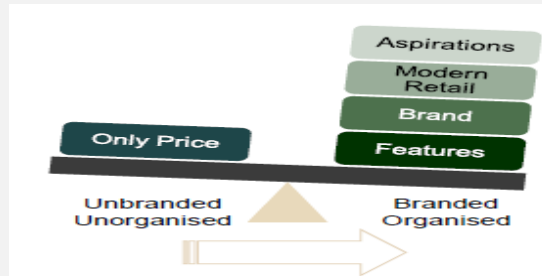 Aspirations
Modern
Retail
Brand
Only Price
Features
Unbranded
Unorganised
Branded
Organised